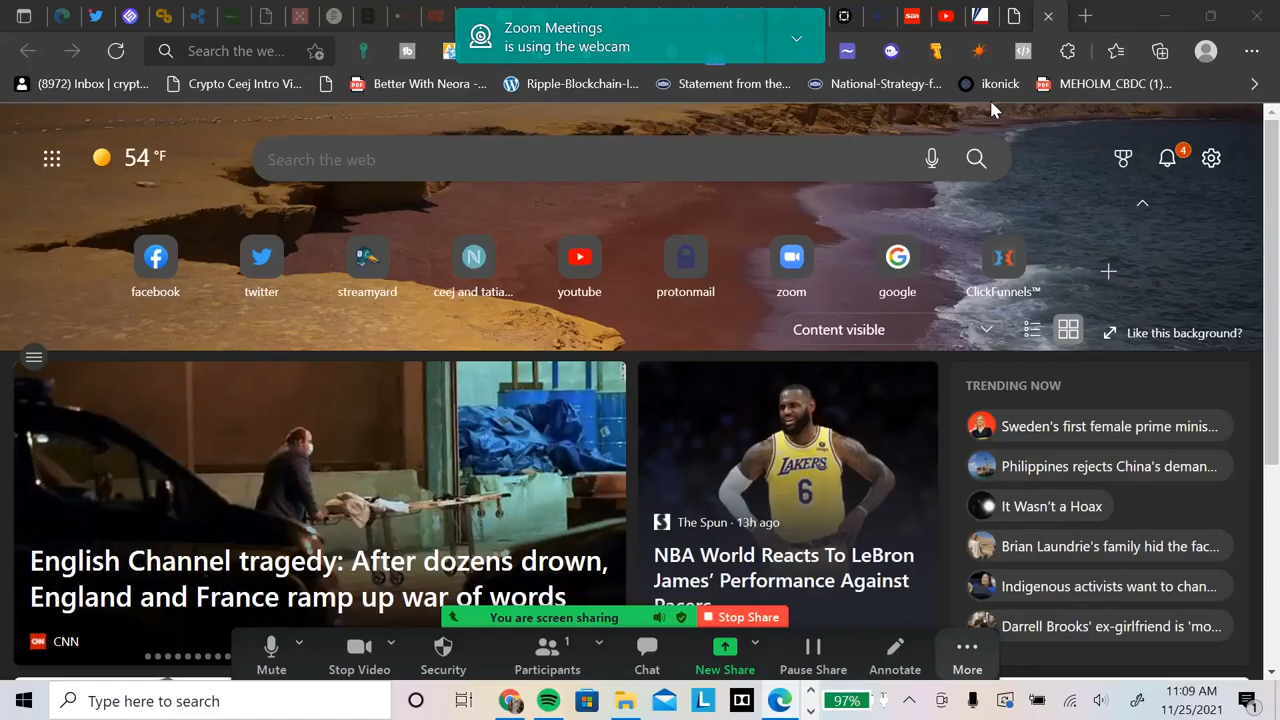 Zoom Meetings
is using the webcam
Search the we...
(8972) Inbox | crypt...
Crypto Ceej Intro Vi...
Better With Neora -...
Ripple-Blockchain-I...
Statement from the...
National-Strategy-f...
ikonick
MEHOLM_CBDC (1)...
54 °F
Search the web
4
facebook
twitter
streamyard
ceej and tatia...
youtube
protonmail
zoom
google
ClickFunnels™
Content visible
Like this background?
English Channel tragedy: After dozens drown,
England and France ramp up war of words
CNN
The Spun · 13h ago
NBA World Reacts To LeBron
James’ Performance Against
Pacers
LAKERS
6
TRENDING NOW
Sweden's first female prime minis...
Philippines rejects China's deman...
It Wasn’t a Hoax
Brian Laundrie's family hid the fac...
Indigenous activists want to chan...
Darrell Brooks' ex-girlfriend is 'mo...
You are screen sharing
Stop Share
Mute
Stop Video
Security
Participants
1
Chat
New Share
Pause Share
Annotate
More
Type here to search
97%
11:09 AM
11/25/2021
1